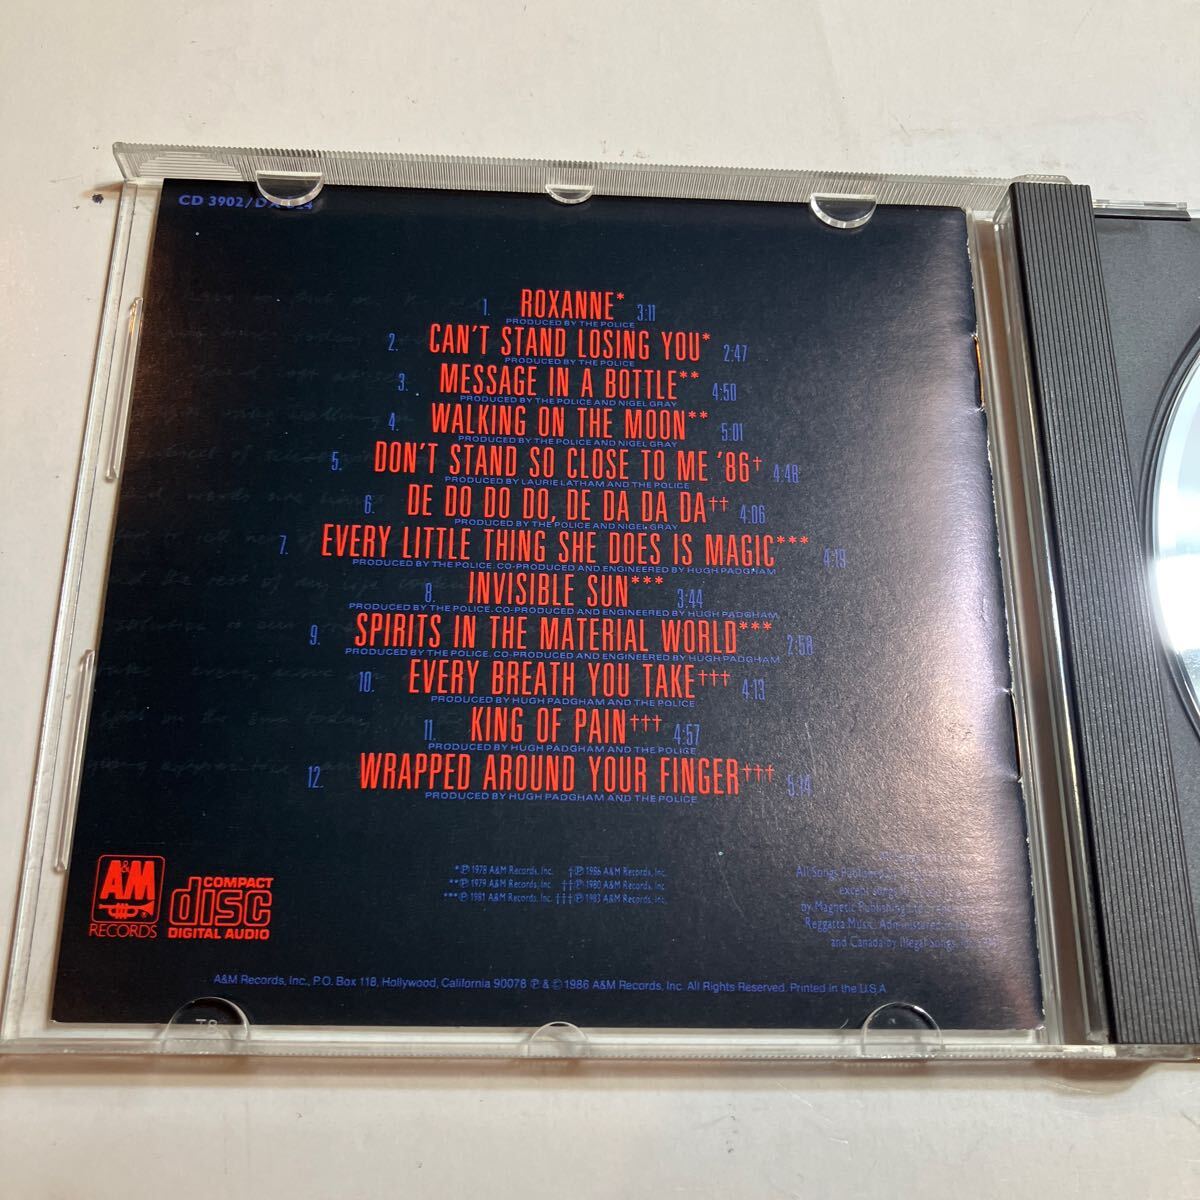 CD 3902/DX
1. ROXANNE* 3:11
PRODUCED BY THE POLICE
2. CAN'T STAND LOSING YOU* 2:47
PRODUCED BY THE POLICE
3. MESSAGE IN A BOTTLE** 4:50
PRODUCED BY THE POLICE AND NIGEL GRAY
4. WALKING ON THE MOON** 5:01
PRODUCED BY THE POLICE AND NIGEL GRAY
5. DON'T STAND SO CLOSE TO ME '86† 4:48
PRODUCED BY LAURIE LATHAM AND THE POLICE
6. DE DO DO DO, DE DA DA DA†† 4:06
PRODUCED BY THE POLICE AND NIGEL GRAY
7. EVERY LITTLE THING SHE DOES IS MAGIC*** 4:19
PRODUCED BY THE POLICE. CO-PRODUCED AND ENGINEERED BY HUGH PADGHAM
8. INVISIBLE SUN*** 3:44
PRODUCED BY THE POLICE. CO-PRODUCED AND ENGINEERED BY HUGH PADGHAM
9. SPIRITS IN THE MATERIAL WORLD*** 2:58
PRODUCED BY THE POLICE. CO-PRODUCED AND ENGINEERED BY HUGH PADGHAM
10. EVERY BREATH YOU TAKE††† 4:13
PRODUCED BY HUGH PADGHAM AND THE POLICE
11. KING OF PAIN††† 4:57
PRODUCED BY HUGH PADGHAM AND THE POLICE
12. WRAPPED AROUND YOUR FINGER††† 5:14
PRODUCED BY HUGH PADGHAM AND THE POLICE
A&M
RECORDS
COMPACT
disc
DIGITAL AUDIO
*℗ 1978 A&M Records, Inc. †℗ 1986 A&M Records, Inc.
**℗ 1979 A&M Records, Inc. ††℗ 1980 A&M Records, Inc.
***℗ 1981 A&M Records, Inc. †††℗ 1983 A&M Records, Inc.
All Songs Published
except songs
by Magnetic Publishing
Reggatta Music. Administered in the
and Canada by Illegal Songs,
A&M Records, Inc., P.O. Box 118, Hollywood, California 90078 ℗ & © 1986 A&M Records, Inc. All Rights Reserved. Printed in the U.S.A.